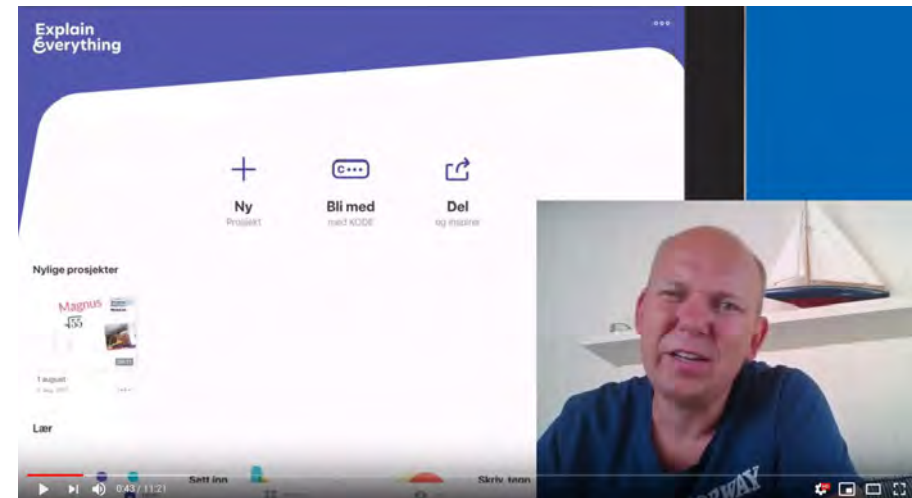 Explain
Everything
Ny
Prosjekt
Bli med
med KODE
Del
og inspirer
Nylige prosjekter
Magnus
√55
1 august
Lær
Sett inn
Skriv, tegn
0:43 / 11:21